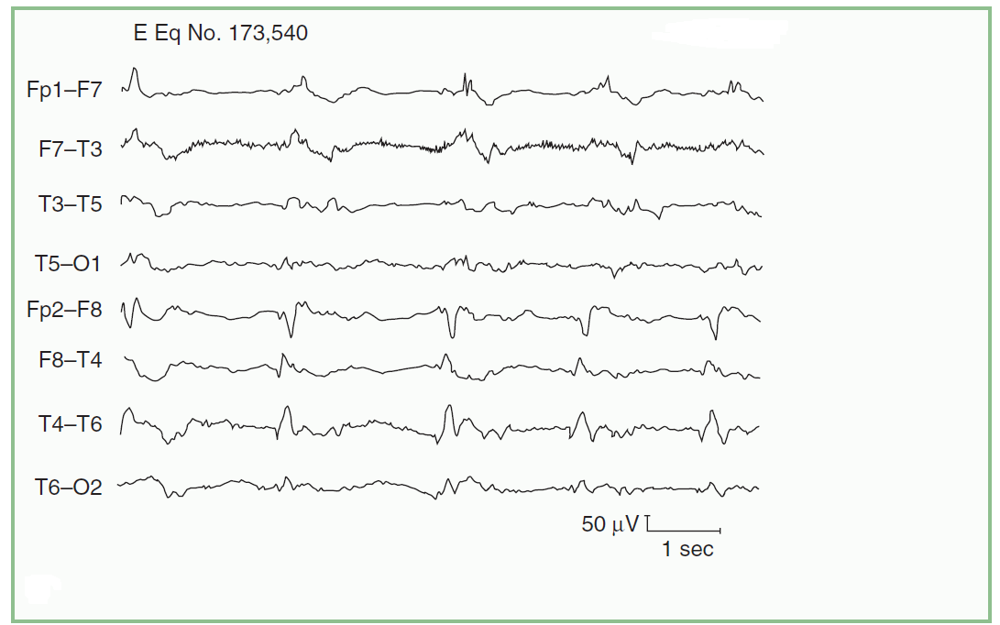 E Eq No. 173,540
Fp1–F7
F7–T3
T3–T5
T5–O1
Fp2–F8
F8–T4
T4–T6
T6–O2
50 μV
1 sec